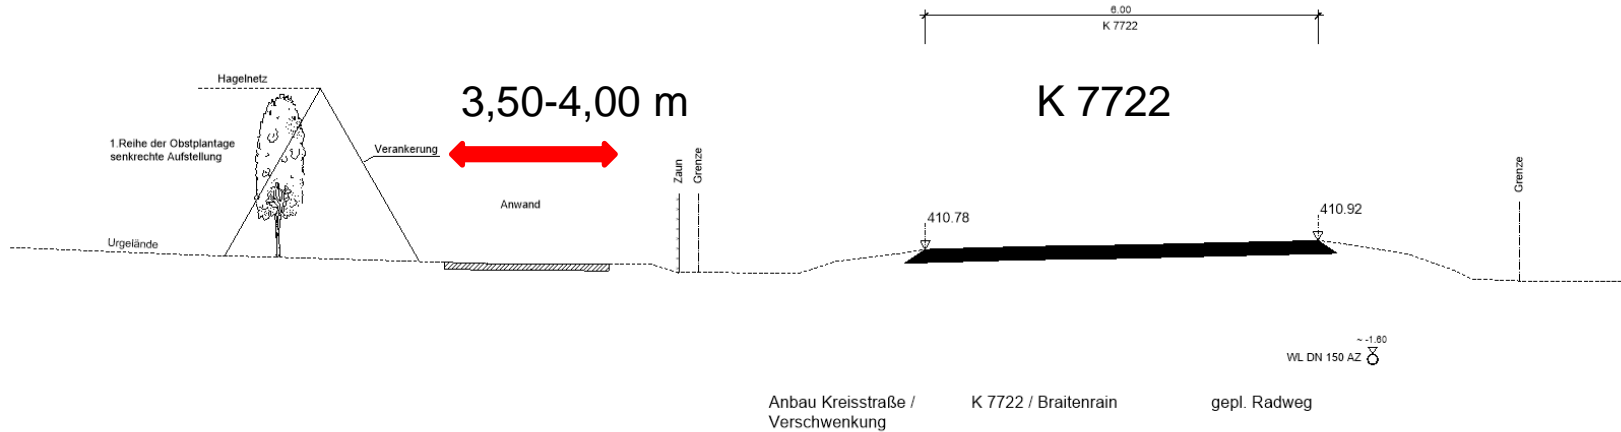 6.00
K 7722
Hagelnetz
3,50-4,00 m
K 7722
1.Reihe der Obstplantage
senkrechte Aufstellung
Verankerung
Zaun
Grenze
Grenze
Anwand
410.78
410.92
Urgelände
~ -1.60
WL DN 150 AZ
Anbau Kreisstraße /
Verschwenkung
K 7722 / Braitenrain
gepl. Radweg